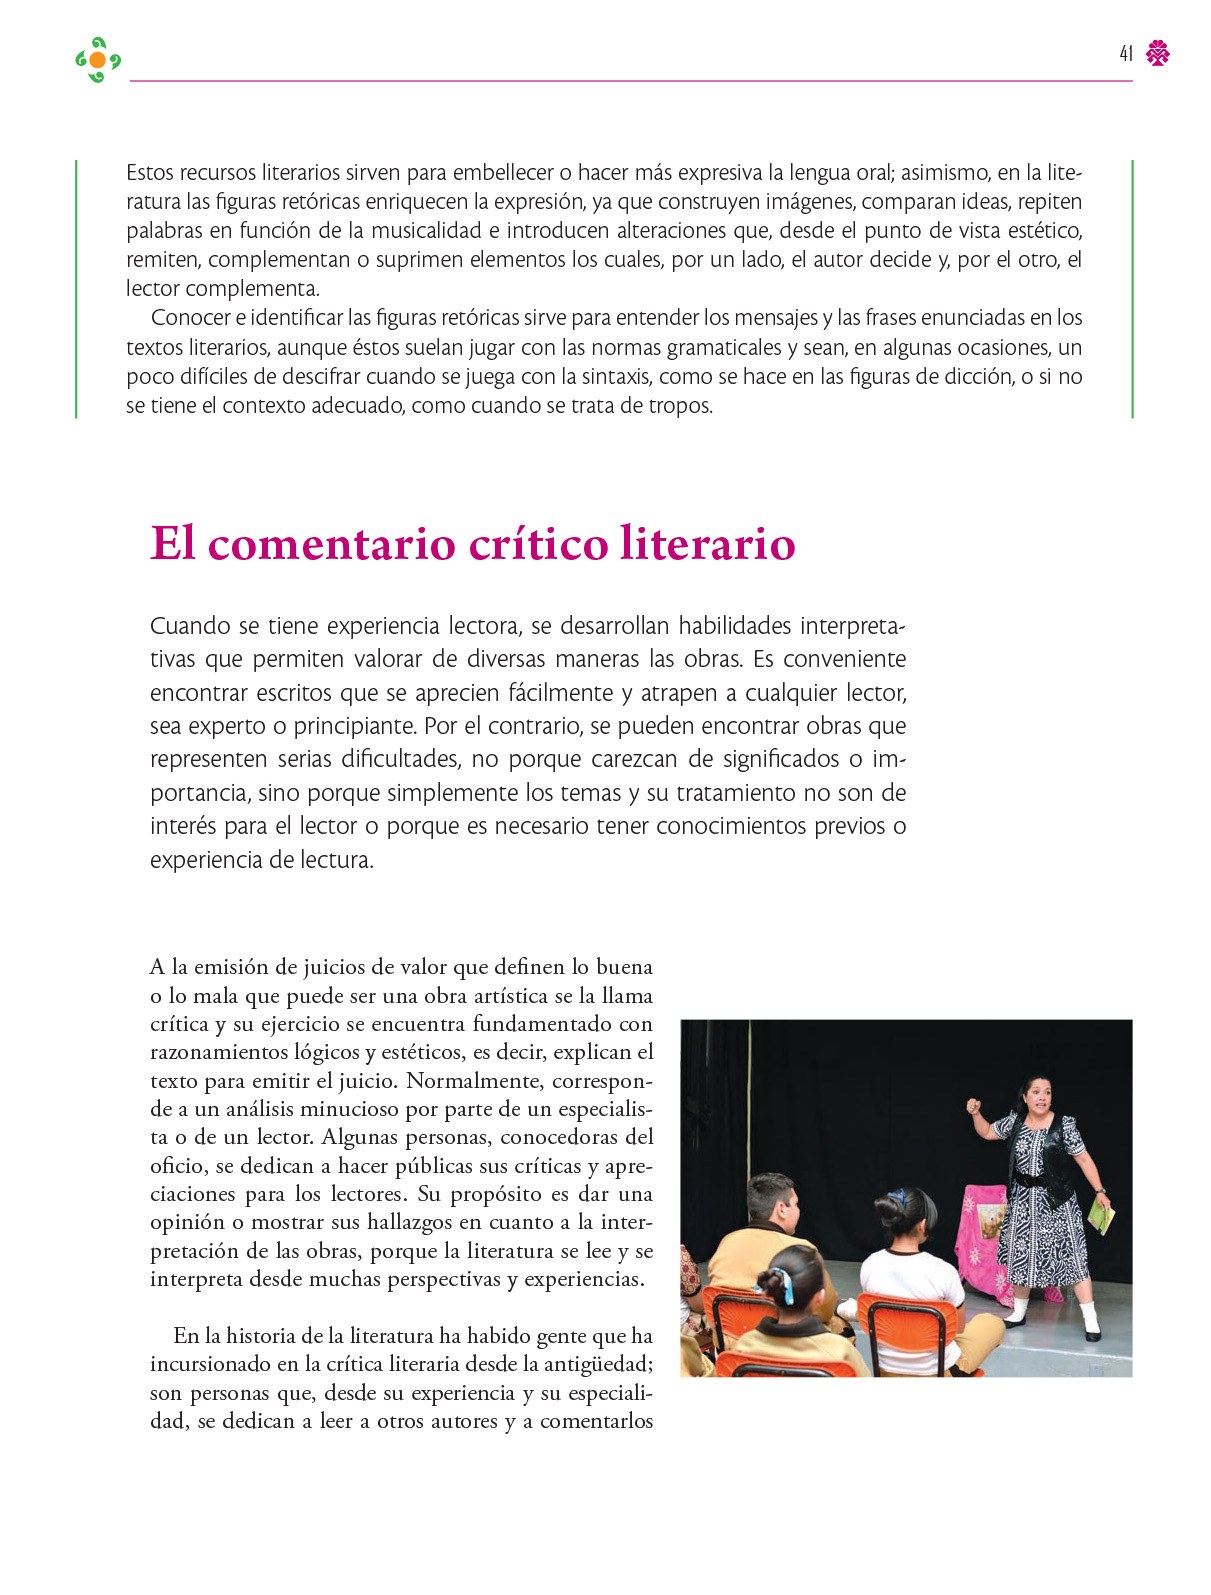 41
Estos recursos literarios sirven para embellecer o hacer más expresiva la lengua oral; asimismo, en la lite-
ratura las figuras retóricas enriquecen la expresión, ya que construyen imágenes, comparan ideas, repiten
palabras en función de la musicalidad e introducen alteraciones que, desde el punto de vista estético,
remiten, complementan o suprimen elementos los cuales, por un lado, el autor decide y, por el otro, el
lector complementa.
Conocer e identificar las figuras retóricas sirve para entender los mensajes y las frases enunciadas en los
textos literarios, aunque éstos suelan jugar con las normas gramaticales y sean, en algunas ocasiones, un
poco difíciles de descifrar cuando se juega con la sintaxis, como se hace en las figuras de dicción, o si no
se tiene el contexto adecuado, como cuando se trata de tropos.
El comentario crítico literario
Cuando se tiene experiencia lectora, se desarrollan habilidades interpreta-
tivas que permiten valorar de diversas maneras las obras. Es conveniente
encontrar escritos que se aprecien fácilmente y atrapen a cualquier lector,
sea experto o principiante. Por el contrario, se pueden encontrar obras que
representen serias dificultades, no porque carezcan de significados o im-
portancia, sino porque simplemente los temas y su tratamiento no son de
interés para el lector o porque es necesario tener conocimientos previos o
experiencia de lectura.
A la emisión de juicios de valor que definen lo buena
o lo mala que puede ser una obra artística se la llama
crítica y su ejercicio se encuentra fundamentado con
razonamientos lógicos y estéticos, es decir, explican el
texto para emitir el juicio. Normalmente, correspon-
de a un análisis minucioso por parte de un especialis-
ta o de un lector. Algunas personas, conocedoras del
oficio, se dedican a hacer públicas sus críticas y apre-
ciaciones para los lectores. Su propósito es dar una
opinión o mostrar sus hallazgos en cuanto a la inter-
pretación de las obras, porque la literatura se lee y se
interpreta desde muchas perspectivas y experiencias.
En la historia de la literatura ha habido gente que ha
incursionado en la crítica literaria desde la antigüedad;
son personas que, desde su experiencia y su especiali-
dad, se dedican a leer a otros autores y a comentarlos